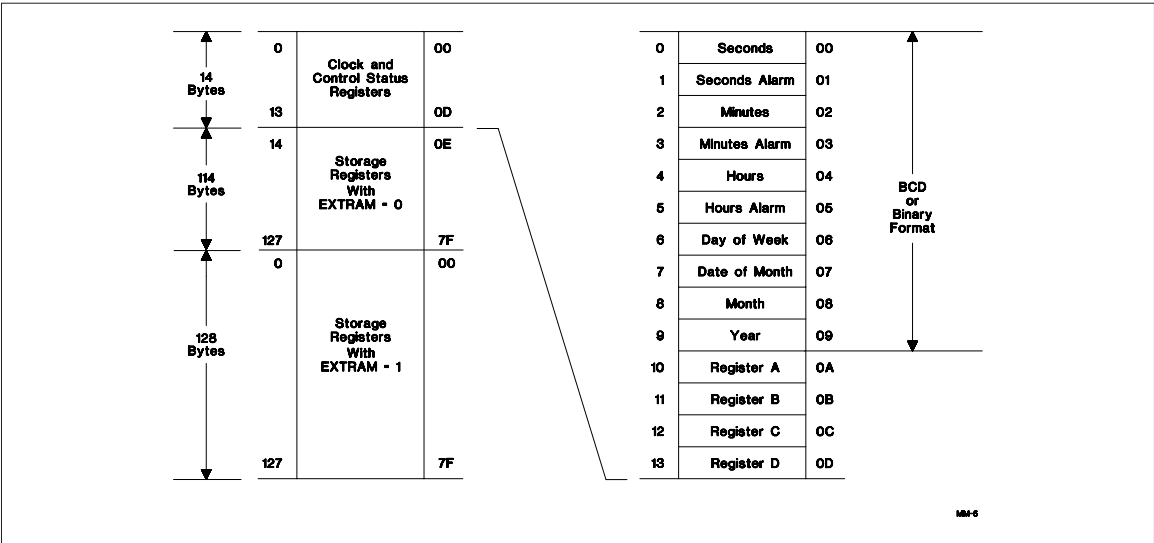 14
Bytes
0
00
Clock and
Control Status
Registers
13
0D
114
Bytes
14
0E
Storage
Registers
With
EXTRAM - 0
127
7F
128
Bytes
0
00
Storage
Registers
With
EXTRAM - 1
127
7F
0 Seconds 00
1 Seconds Alarm 01
2 Minutes 02
3 Minutes Alarm 03
4 Hours 04
5 Hours Alarm 05
6 Day of Week 06
7 Date of Month 07
8 Month 08
9 Year 09
10 Register A 0A
11 Register B 0B
12 Register C 0C
13 Register D 0D
BCD
or
Binary
Format
MM-6